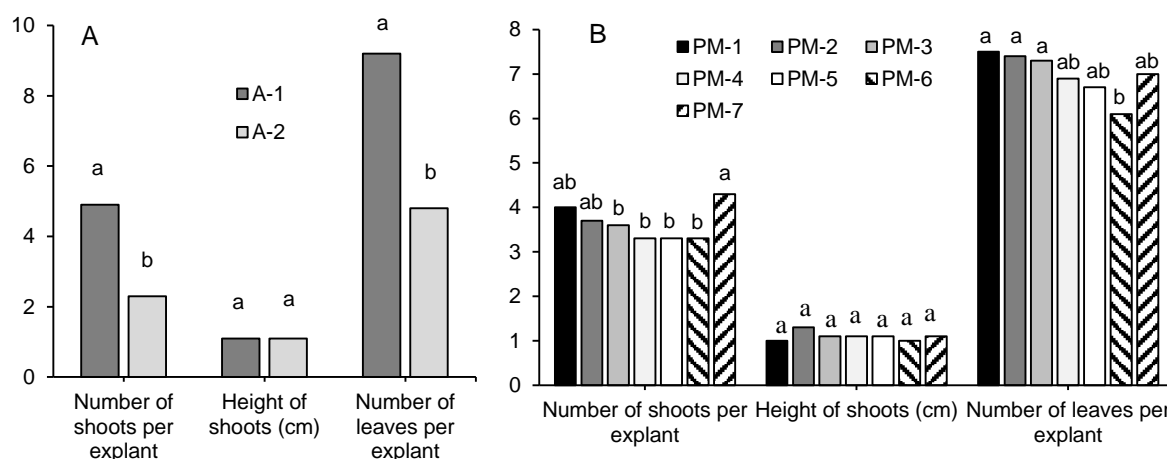 A
10
8
6
4
2
0
A-1
A-2
a
b
a a
a
b
Number of shoots per explant
Height of shoots (cm)
Number of leaves per explant
B
8
7
6
5
4
3
2
1
0
PM-1 PM-2 PM-3
PM-4 PM-5 PM-6
PM-7
ab ab b b b b a
a a a a a a a
a a a ab ab b ab
Number of shoots per explant
Height of shoots (cm)
Number of leaves per explant